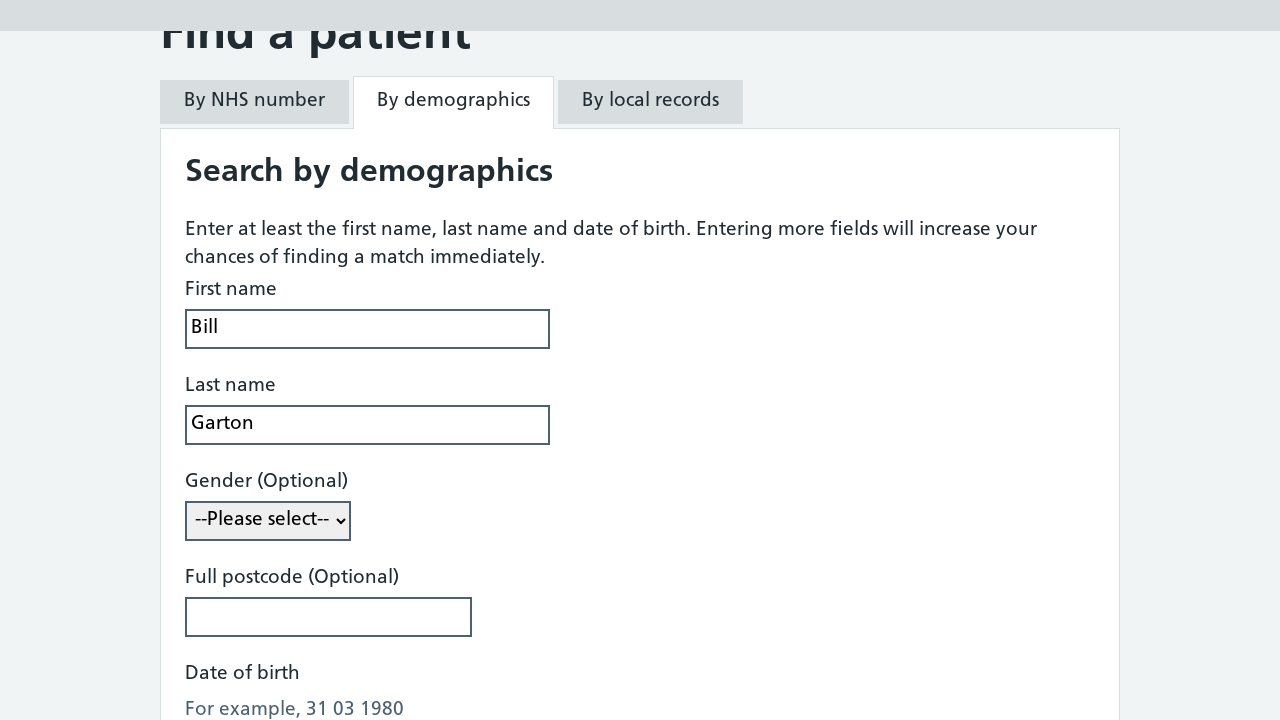 Find a patient
By NHS number
By demographics
By local records
Search by demographics
Enter at least the first name, last name and date of birth. Entering more fields will increase your
chances of finding a match immediately.
First name
Bill
Last name
Garton
Gender (Optional)
--Please select--
Full postcode (Optional)
Date of birth
For example, 31 03 1980